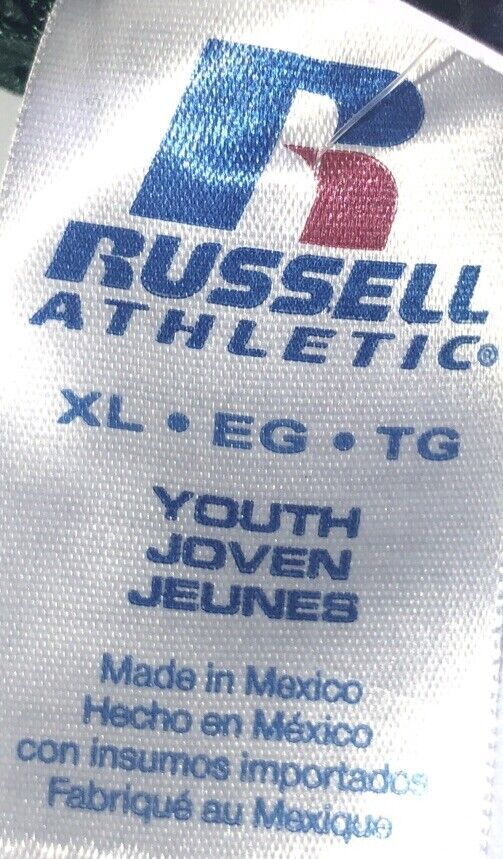 RUSSELL
ATHLETIC®
XL • EG • TG
YOUTH
JOVEN
JEUNES
Made in Mexico
Hecho en México
con insumos importados
Fabriqué au Mexique